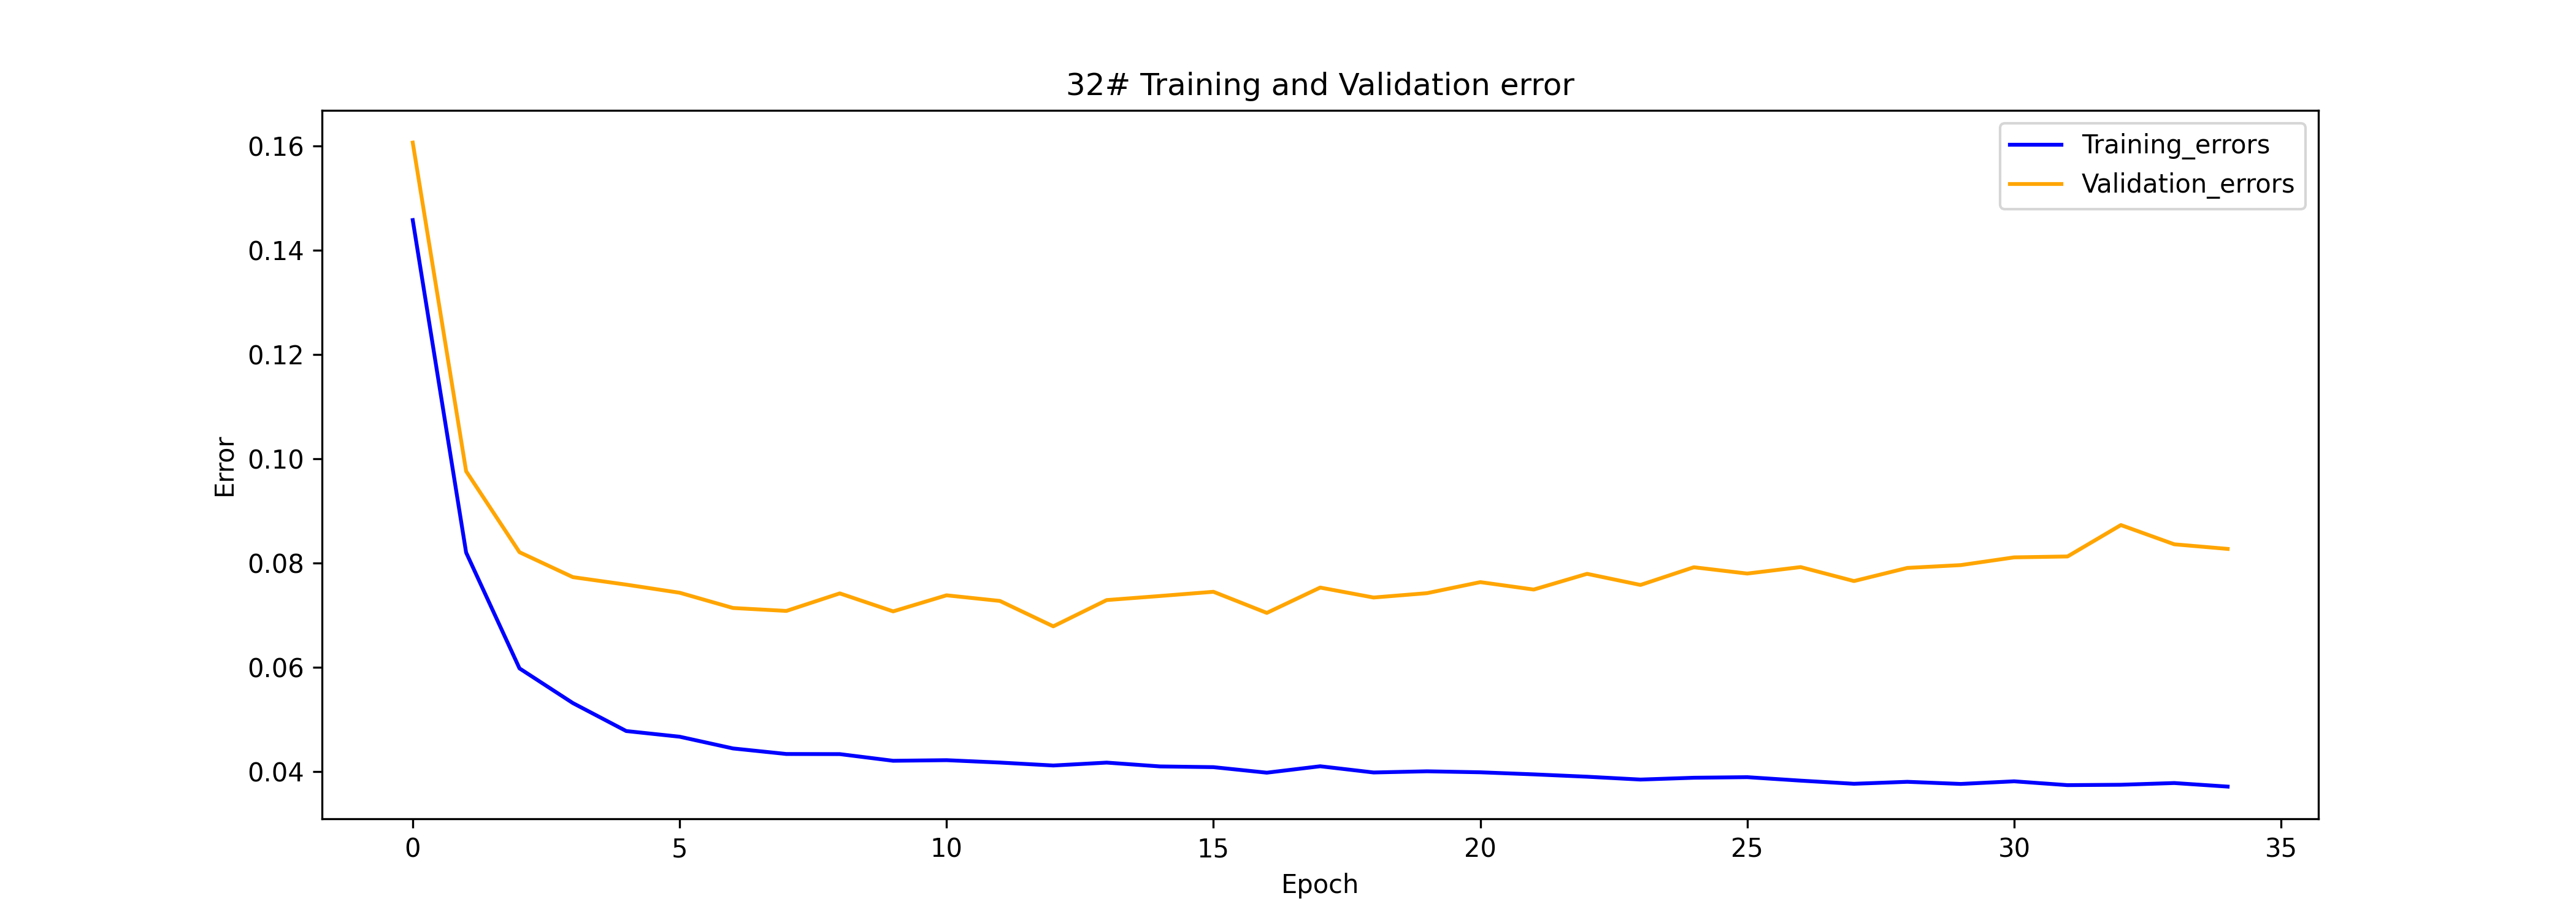 32# Training and Validation error
Training_errors
Validation_errors
Error
0.16
0.14
0.12
0.10
0.08
0.06
0.04
0 5 10 15 20 25 30 35
Epoch